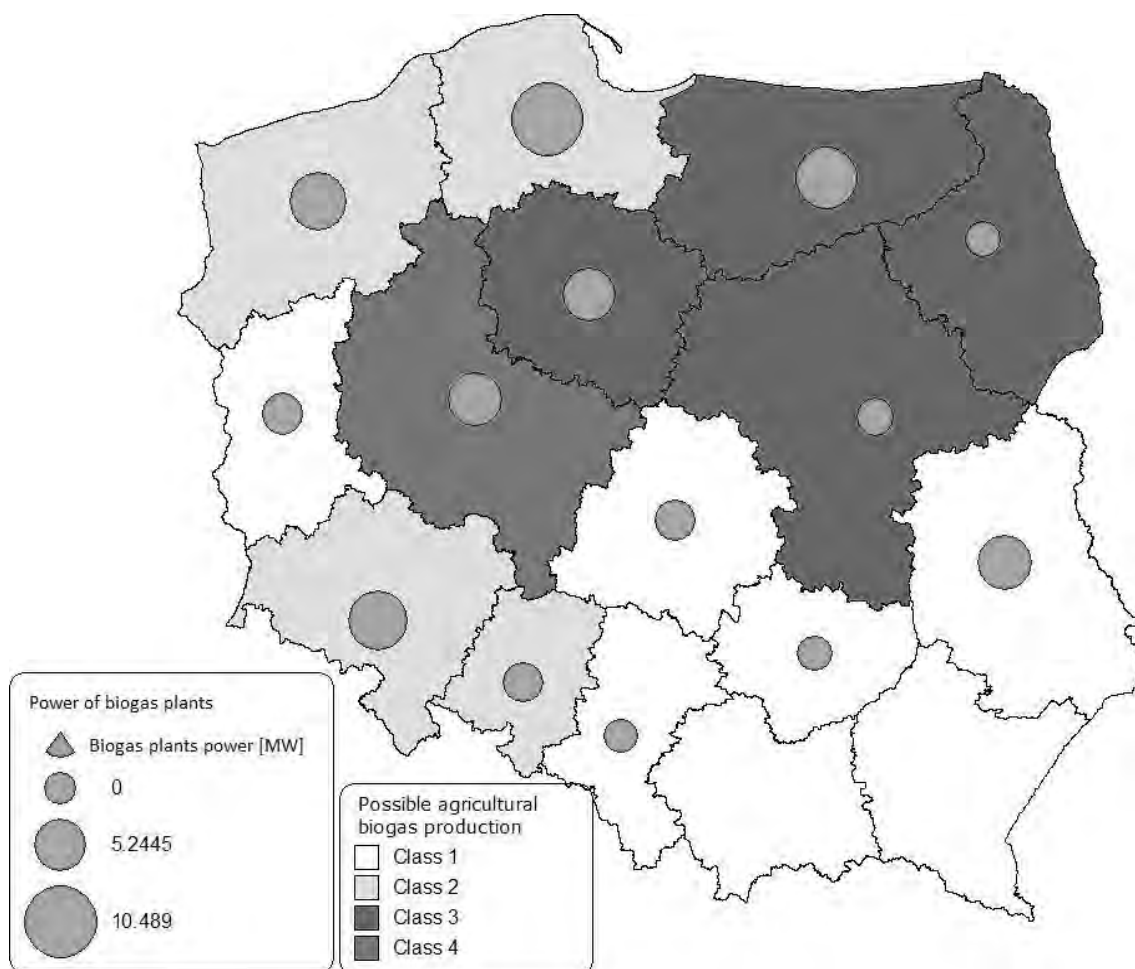 Power of biogas plants
Biogas plants power [MW]
0
5.2445
10.489
Possible agricultural
biogas production
Class 1
Class 2
Class 3
Class 4